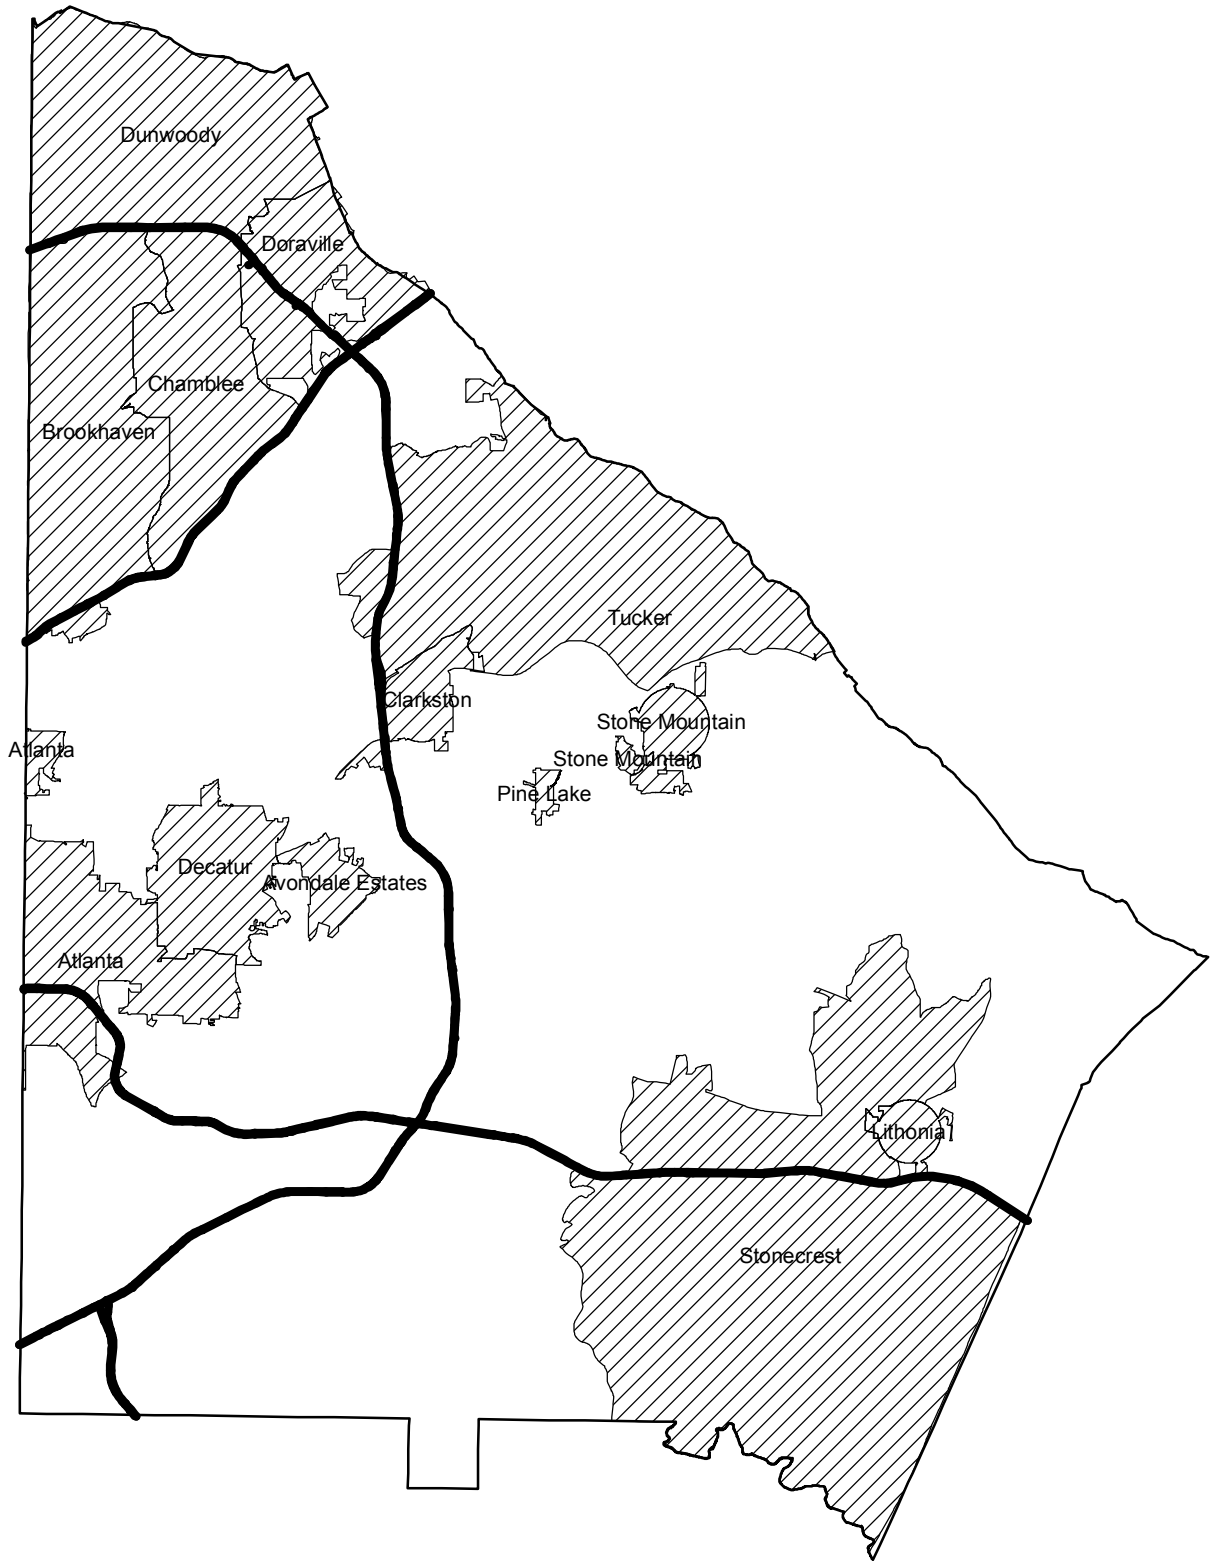 Dunwoody
Doraville
Chamblee
Brookhaven
Tucker
Clarkston
Stone Mountain
Atlanta
Stone Mountain
Pine Lake
Decatur
Avondale Estates
Atlanta
Lithonia
Stonecrest